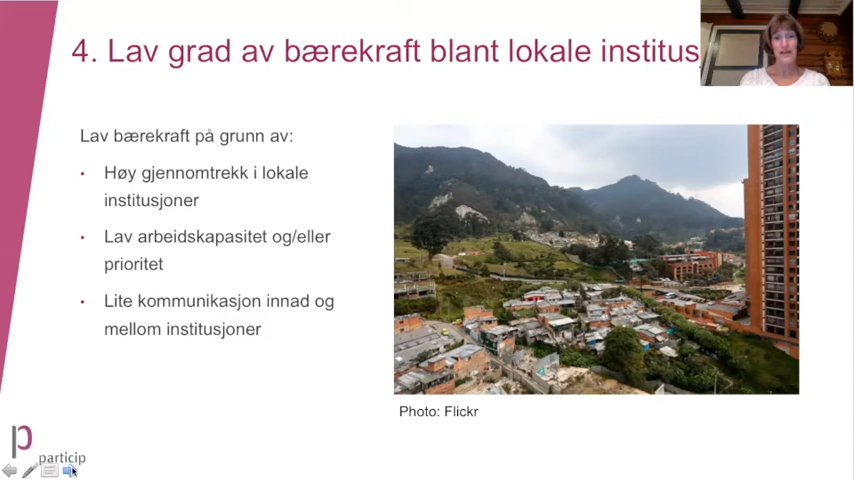 4. Lav grad av bærekraft blant lokale institus
Lav bærekraft på grunn av:
• Høy gjennomtrekk i lokale
institusjoner
• Lav arbeidskapasitet og/eller
prioritet
• Lite kommunikasjon innad og
mellom institusjoner
Photo: Flickr
p
particip